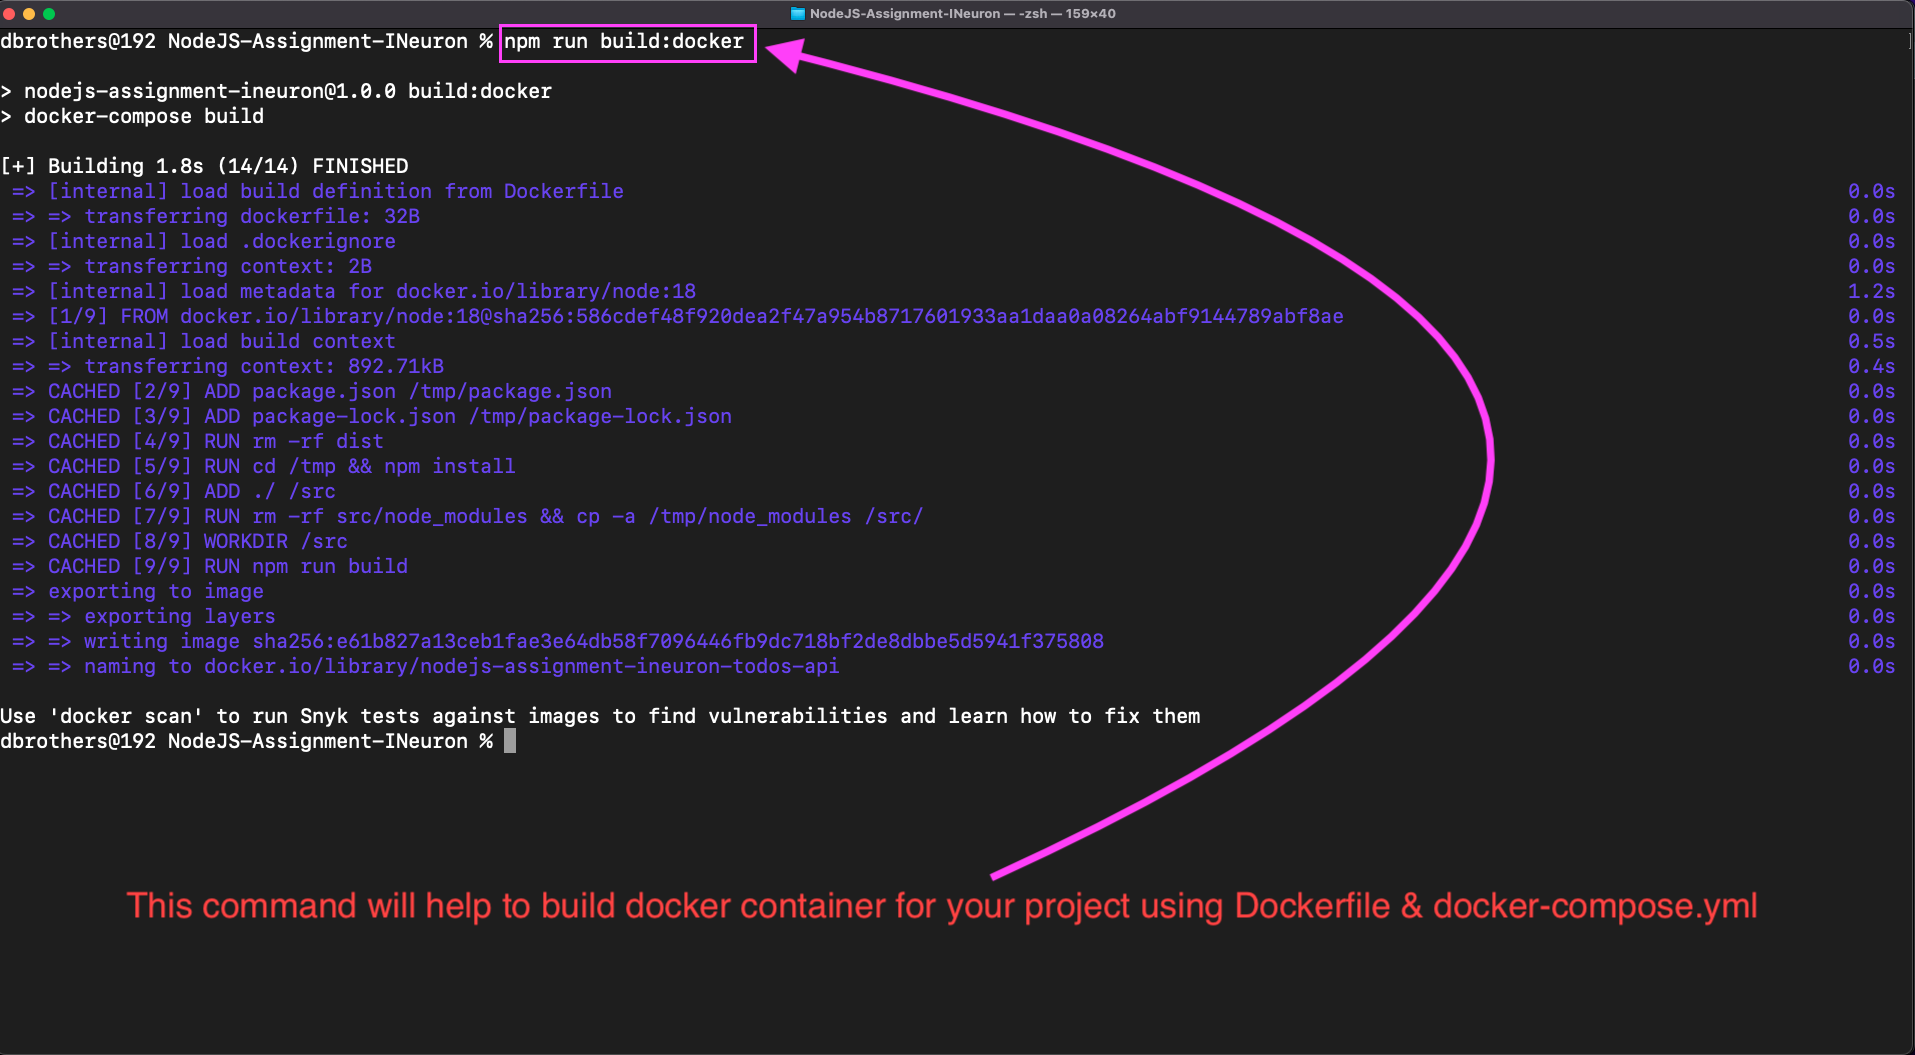 NodeJS-Assignment-INeuron — -zsh — 159×40
dbrothers@192 NodeJS-Assignment-INeuron % npm run build:docker
> nodejs-assignment-ineuron@1.0.0 build:docker
> docker-compose build
[+] Building 1.8s (14/14) FINISHED
=> [internal] load build definition from Dockerfile 0.0s
=> => transferring dockerfile: 32B 0.0s
=> [internal] load .dockerignore 0.0s
=> => transferring context: 2B 0.0s
=> [internal] load metadata for docker.io/library/node:18 1.2s
=> [1/9] FROM docker.io/library/node:18@sha256:586cdef48f920dea2f47a954b8717601933aa1daa0a08264abf9144789abf8ae 0.0s
=> [internal] load build context 0.5s
=> => transferring context: 892.71kB 0.4s
=> CACHED [2/9] ADD package.json /tmp/package.json 0.0s
=> CACHED [3/9] ADD package-lock.json /tmp/package-lock.json 0.0s
=> CACHED [4/9] RUN rm -rf dist 0.0s
=> CACHED [5/9] RUN cd /tmp && npm install 0.0s
=> CACHED [6/9] ADD ./ /src 0.0s
=> CACHED [7/9] RUN rm -rf src/node_modules && cp -a /tmp/node_modules /src/ 0.0s
=> CACHED [8/9] WORKDIR /src 0.0s
=> CACHED [9/9] RUN npm run build 0.0s
=> exporting to image 0.0s
=> => exporting layers 0.0s
=> => writing image sha256:e61b827a13ceb1fae3e64db58f7096446fb9dc718bf2de8dbbe5d5941f375808 0.0s
=> => naming to docker.io/library/nodejs-assignment-ineuron-todos-api 0.0s
Use 'docker scan' to run Snyk tests against images to find vulnerabilities and learn how to fix them
dbrothers@192 NodeJS-Assignment-INeuron %
This command will help to build docker container for your project using Dockerfile & docker-compose.yml